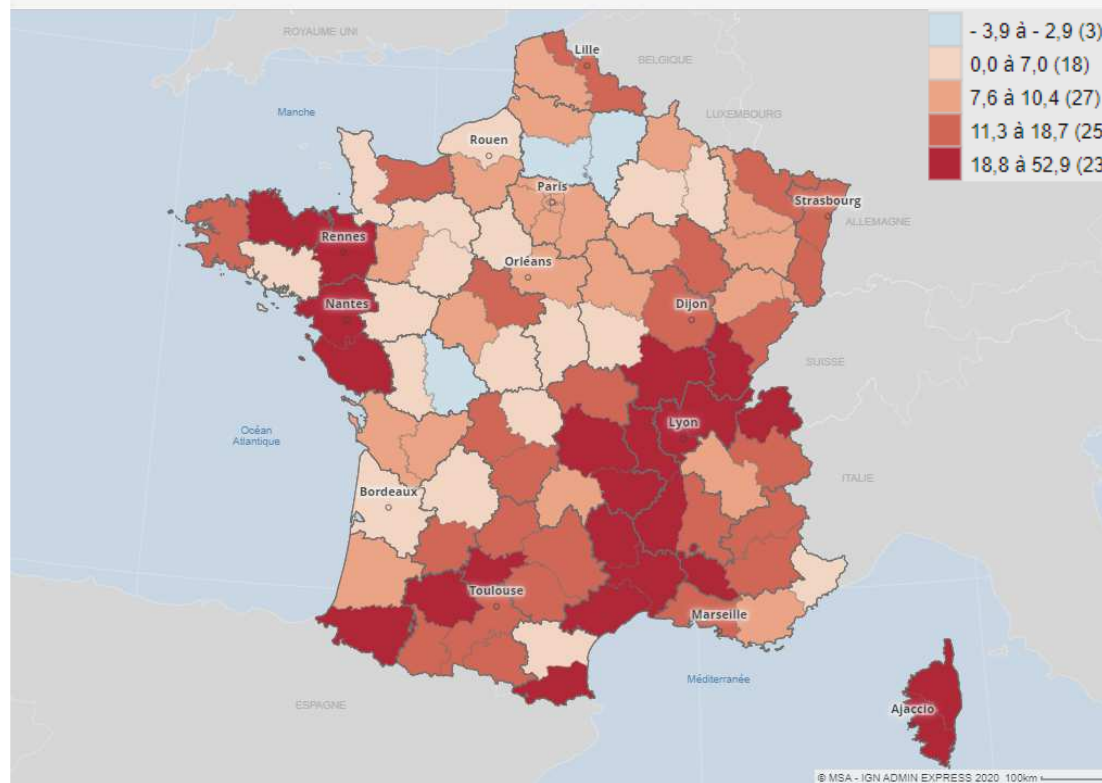 - 3,9 à - 2,9 (3)
0,0 à 7,0 (18)
7,6 à 10,4 (27)
11,3 à 18,7 (25
18,8 à 52,9 (23
ROYAUME UNI
Lille
BELGIQUE
Manche
LUXEMBOURG
Rouen
Paris
Strasbourg
ALLEMAGNE
Rennes
Orléans
Nantes
Dijon
SUISSE
Océan
Atlantique
Lyon
ITALIE
Bordeaux
Toulouse
Marseille
Méditerranée
ESPAGNE
Ajaccio
© MSA - IGN ADMIN EXPRESS 2020 100km